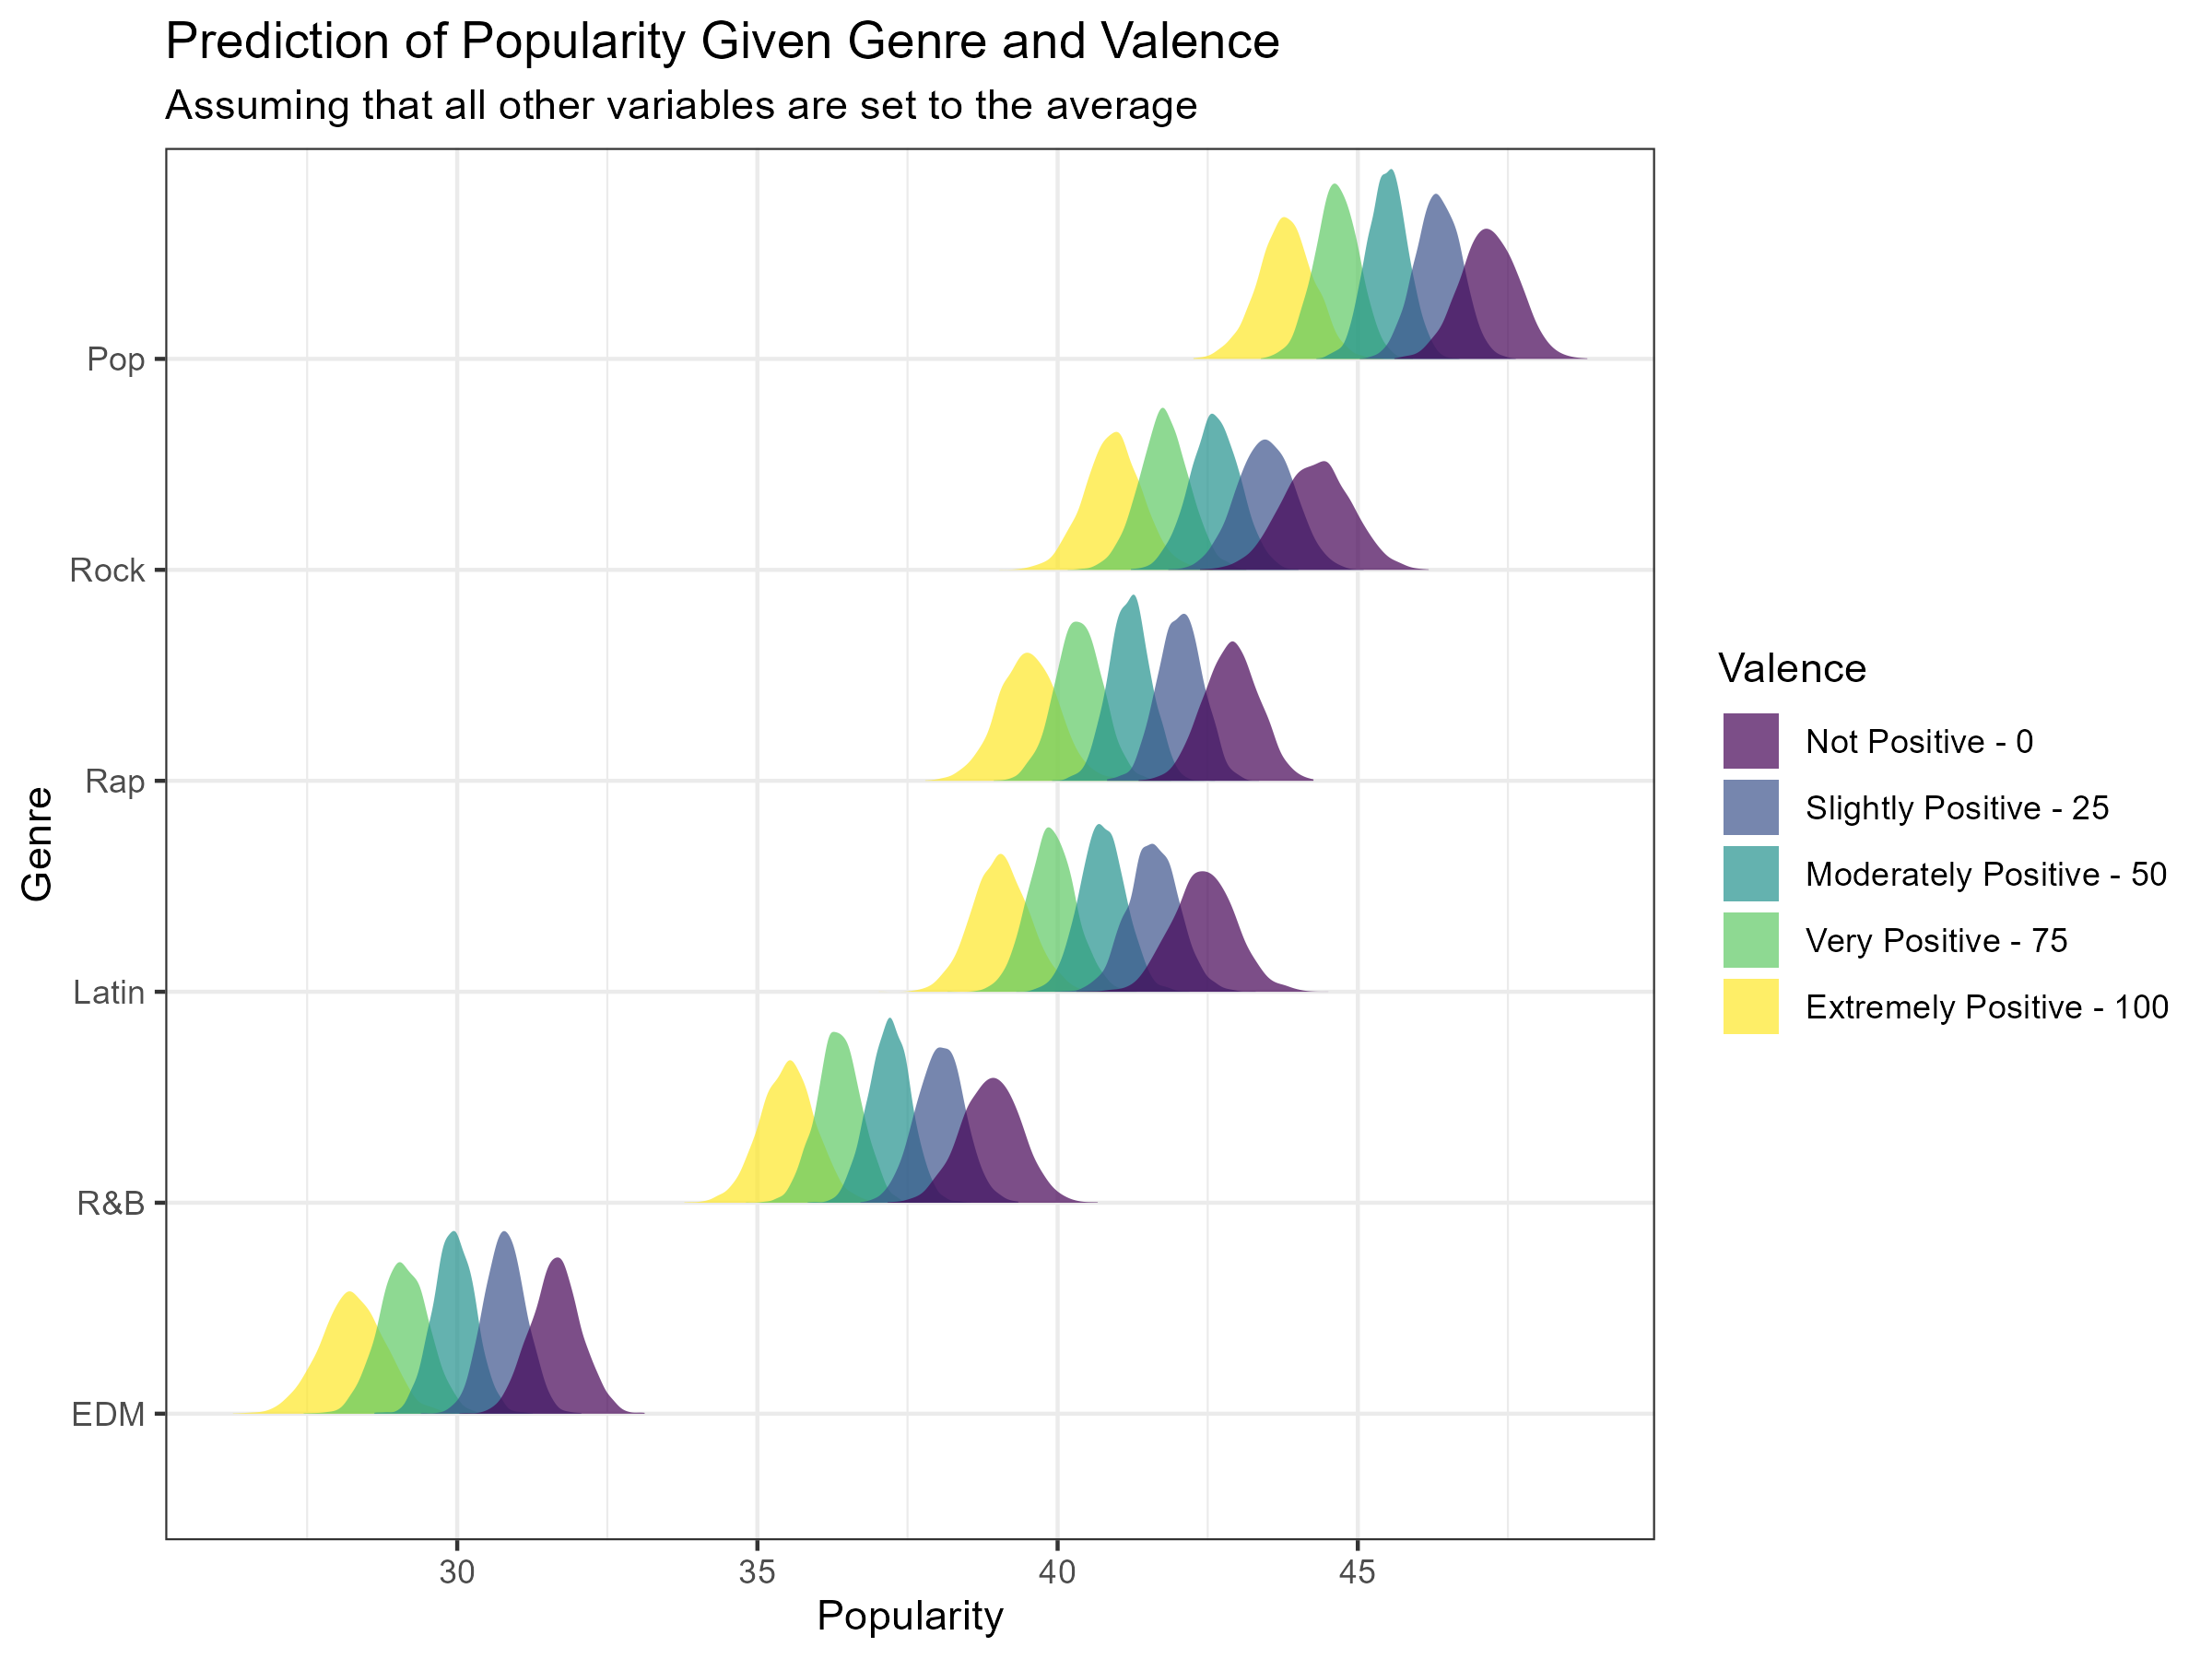 Prediction of Popularity Given Genre and Valence
Assuming that all other variables are set to the average
Genre
Pop
Rock
Rap
Latin
R&B
EDM
30
35
40
45
Popularity
Valence
Not Positive - 0
Slightly Positive - 25
Moderately Positive - 50
Very Positive - 75
Extremely Positive - 100